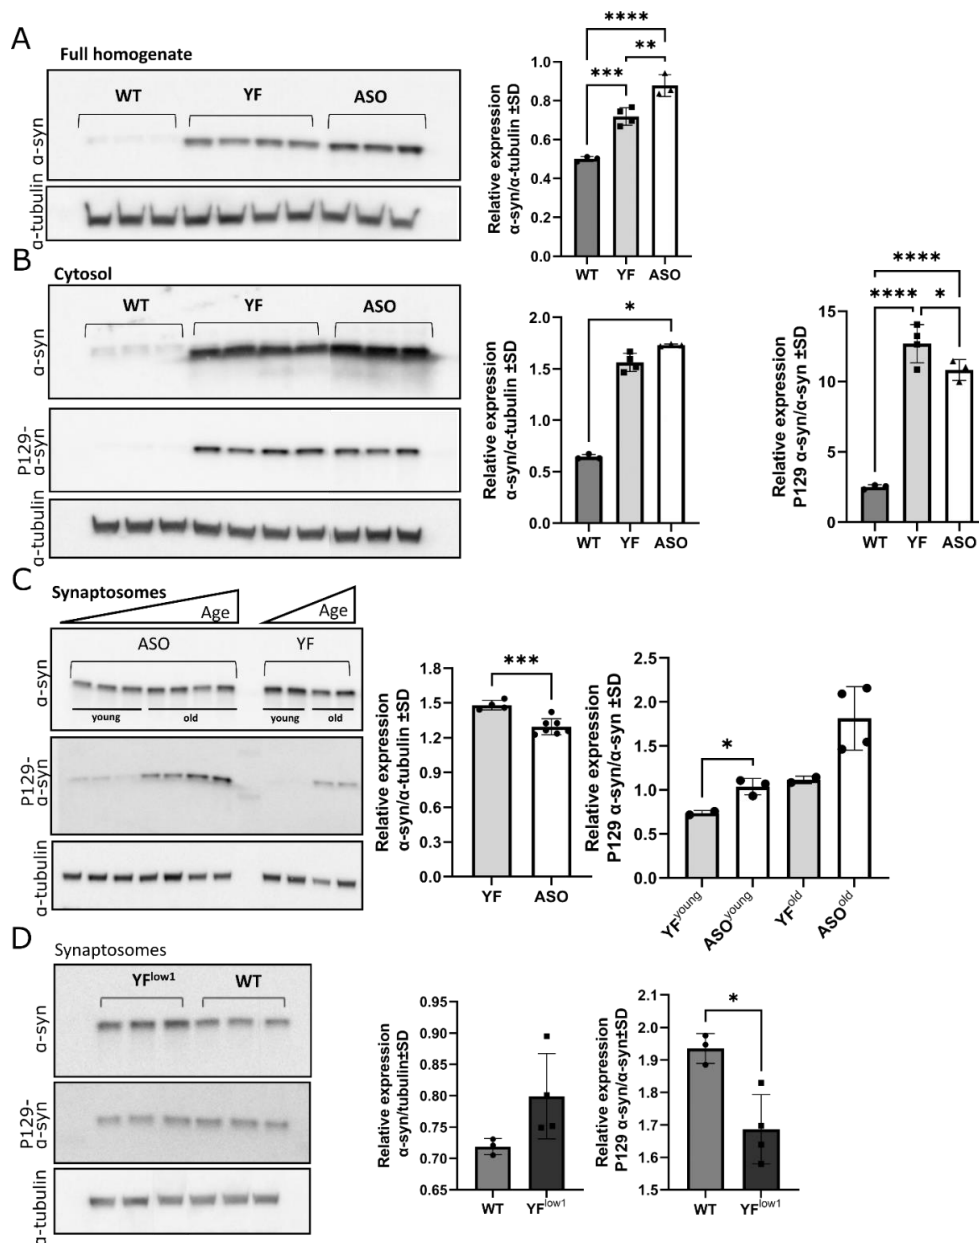 A
Full homogenate
WT YF ASO
α-syn
α-tubulin
Relative expression
α-syn/α-tubulin ±SD
1.0
0.8
0.6
0.4
0.2
0.0
****
**
***
WT YF ASO
B
Cytosol
WT YF ASO
α-syn
P129-
α-syn
α-tubulin
Relative expression
α-syn/α-tubulin ±SD
2.0
1.5
1.0
0.5
0.0
*
WT YF ASO
Relative expression
P129 α-syn/α-syn ±SD
15
10
5
0
****
**** *
WT YF ASO
C
Synaptosomes
Age Age
ASO YF
young old young old
α-syn
P129-
α-syn
α-tubulin
Relative expression
α-syn/α-tubulin ±SD
1.8
1.5
1.2
0.9
0.6
0.3
0.0
***
YF ASO
Relative expression
P129 α-syn/α-syn ±SD
2.5
2.0
1.5
1.0
0.5
0.0
*
YFyoung ASOyoung YFold ASOold
D
Synaptosomes
YFlow1 WT
α-syn
P129-
α-syn
α-tubulin
Relative expression
α-syn/tubulin±SD
0.95
0.90
0.85
0.80
0.75
0.70
0.65
WT YFlow1
Relative expression
P129 α-syn/α-syn±SD
2.1
2.0
1.9
1.8
1.7
1.6
1.5
*
WT YFlow1